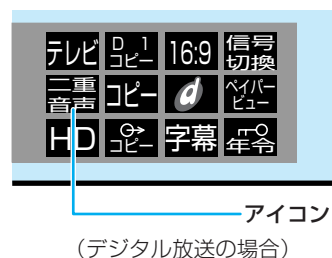 テレビ D 1コピー 16:9 信号切換
二重音声 コピー d ペイパービュー
HD コピー 字幕 年令
アイコン
(デジタル放送の場合)